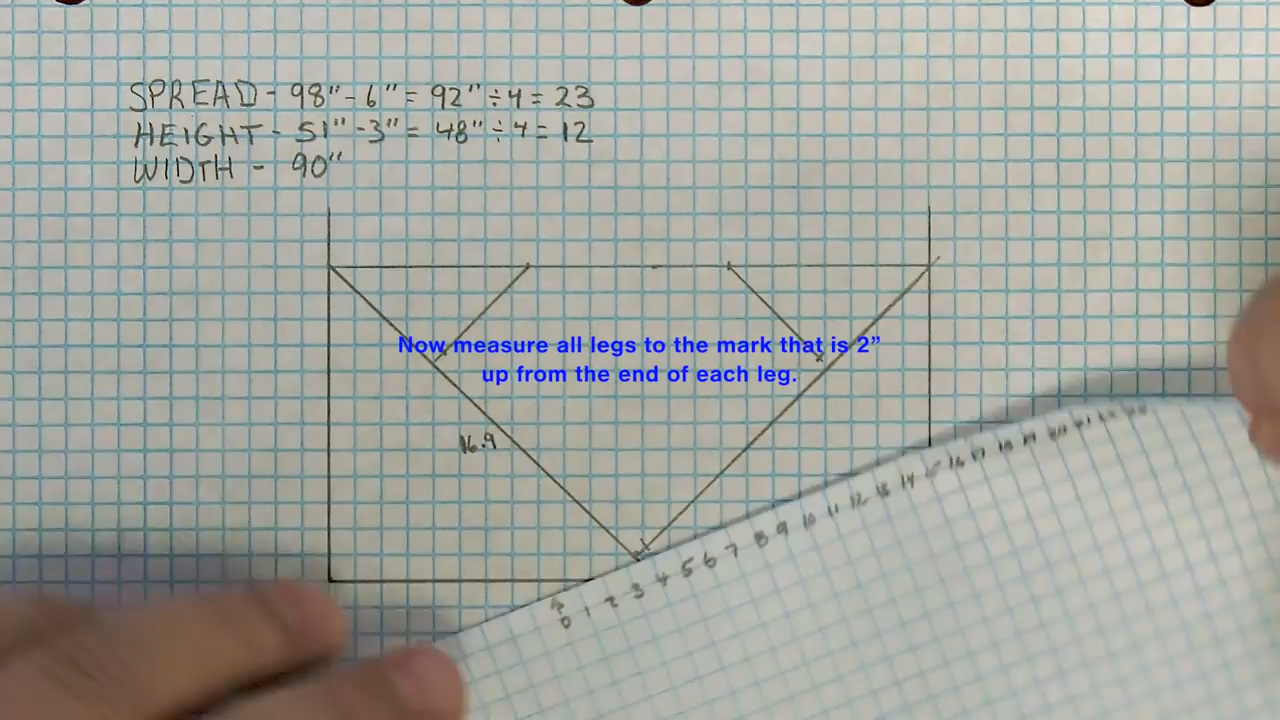 SPREAD - 98" - 6" = 92" ÷ 4 = 23
HEIGHT - 51" - 3" = 48" ÷ 4 = 12
WIDTH - 90"
Now measure all legs to the mark that is 2”
up from the end of each leg.
16.9
0 1 2 3 4 5 6 7 8 9 10 11 12 13 14 15 16 17 18 19 20 21